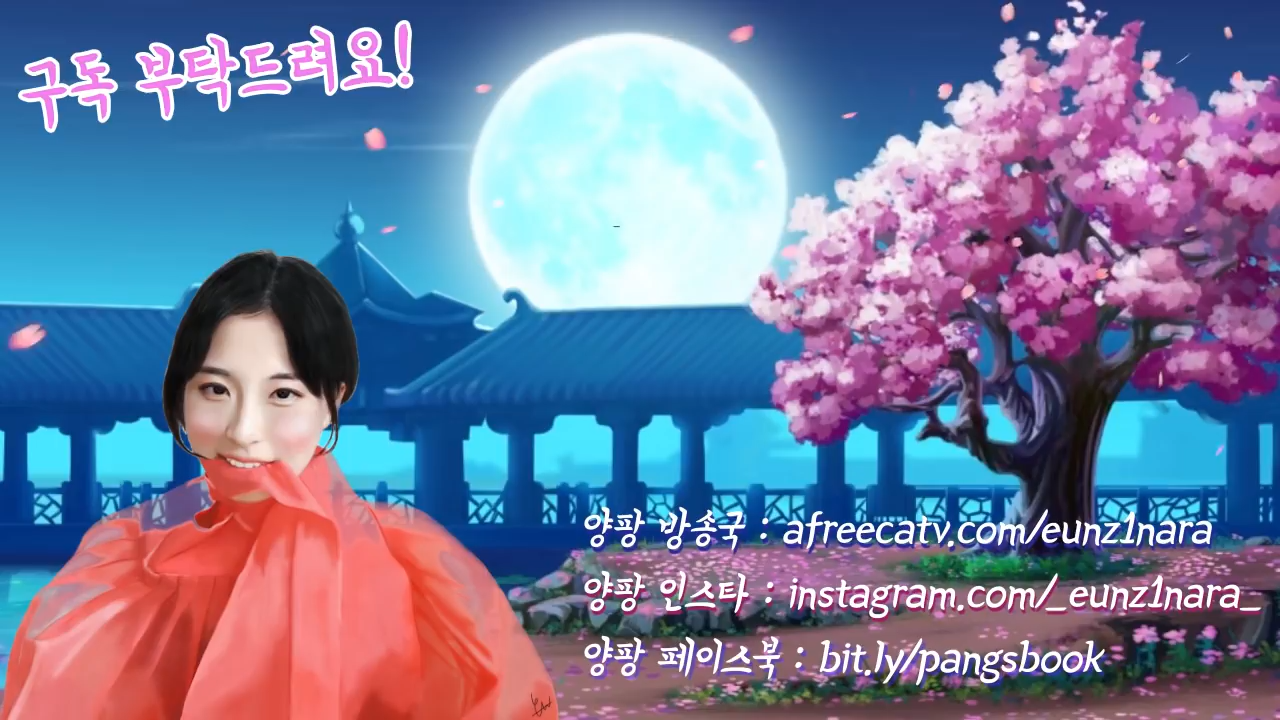 구독 부탁드려요!
양팡 방송국 : afreecatv.com/eunz1nara
양팡 인스타 : instagram.com/_eunz1nara_
양팡 페이스북 : bit.ly/pangsbook